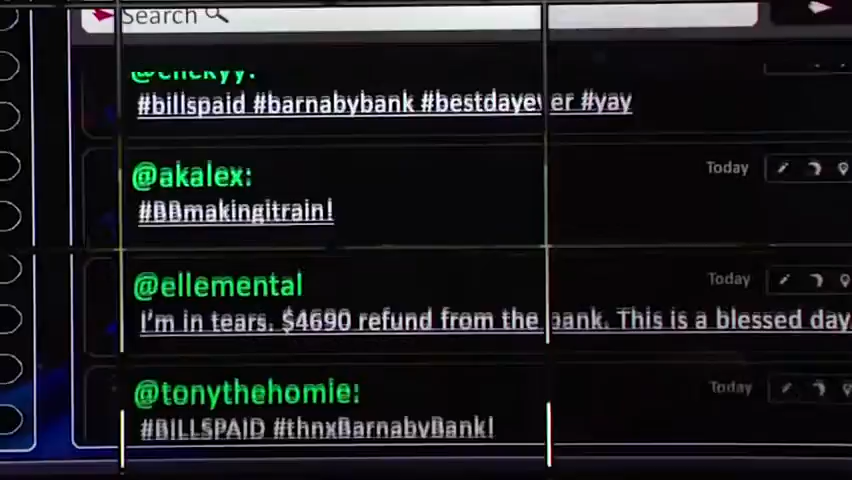 Search
@clickyy:
#billspaid #barnabybank #bestdayever #yay
@akalex:
Today
#BBmakingitrain!
@ellemental
Today
I'm in tears. $4690 refund from the bank. This is a blessed day
@tonythehomie:
Today
#BILLSPAID #thnxBarnabyBank!